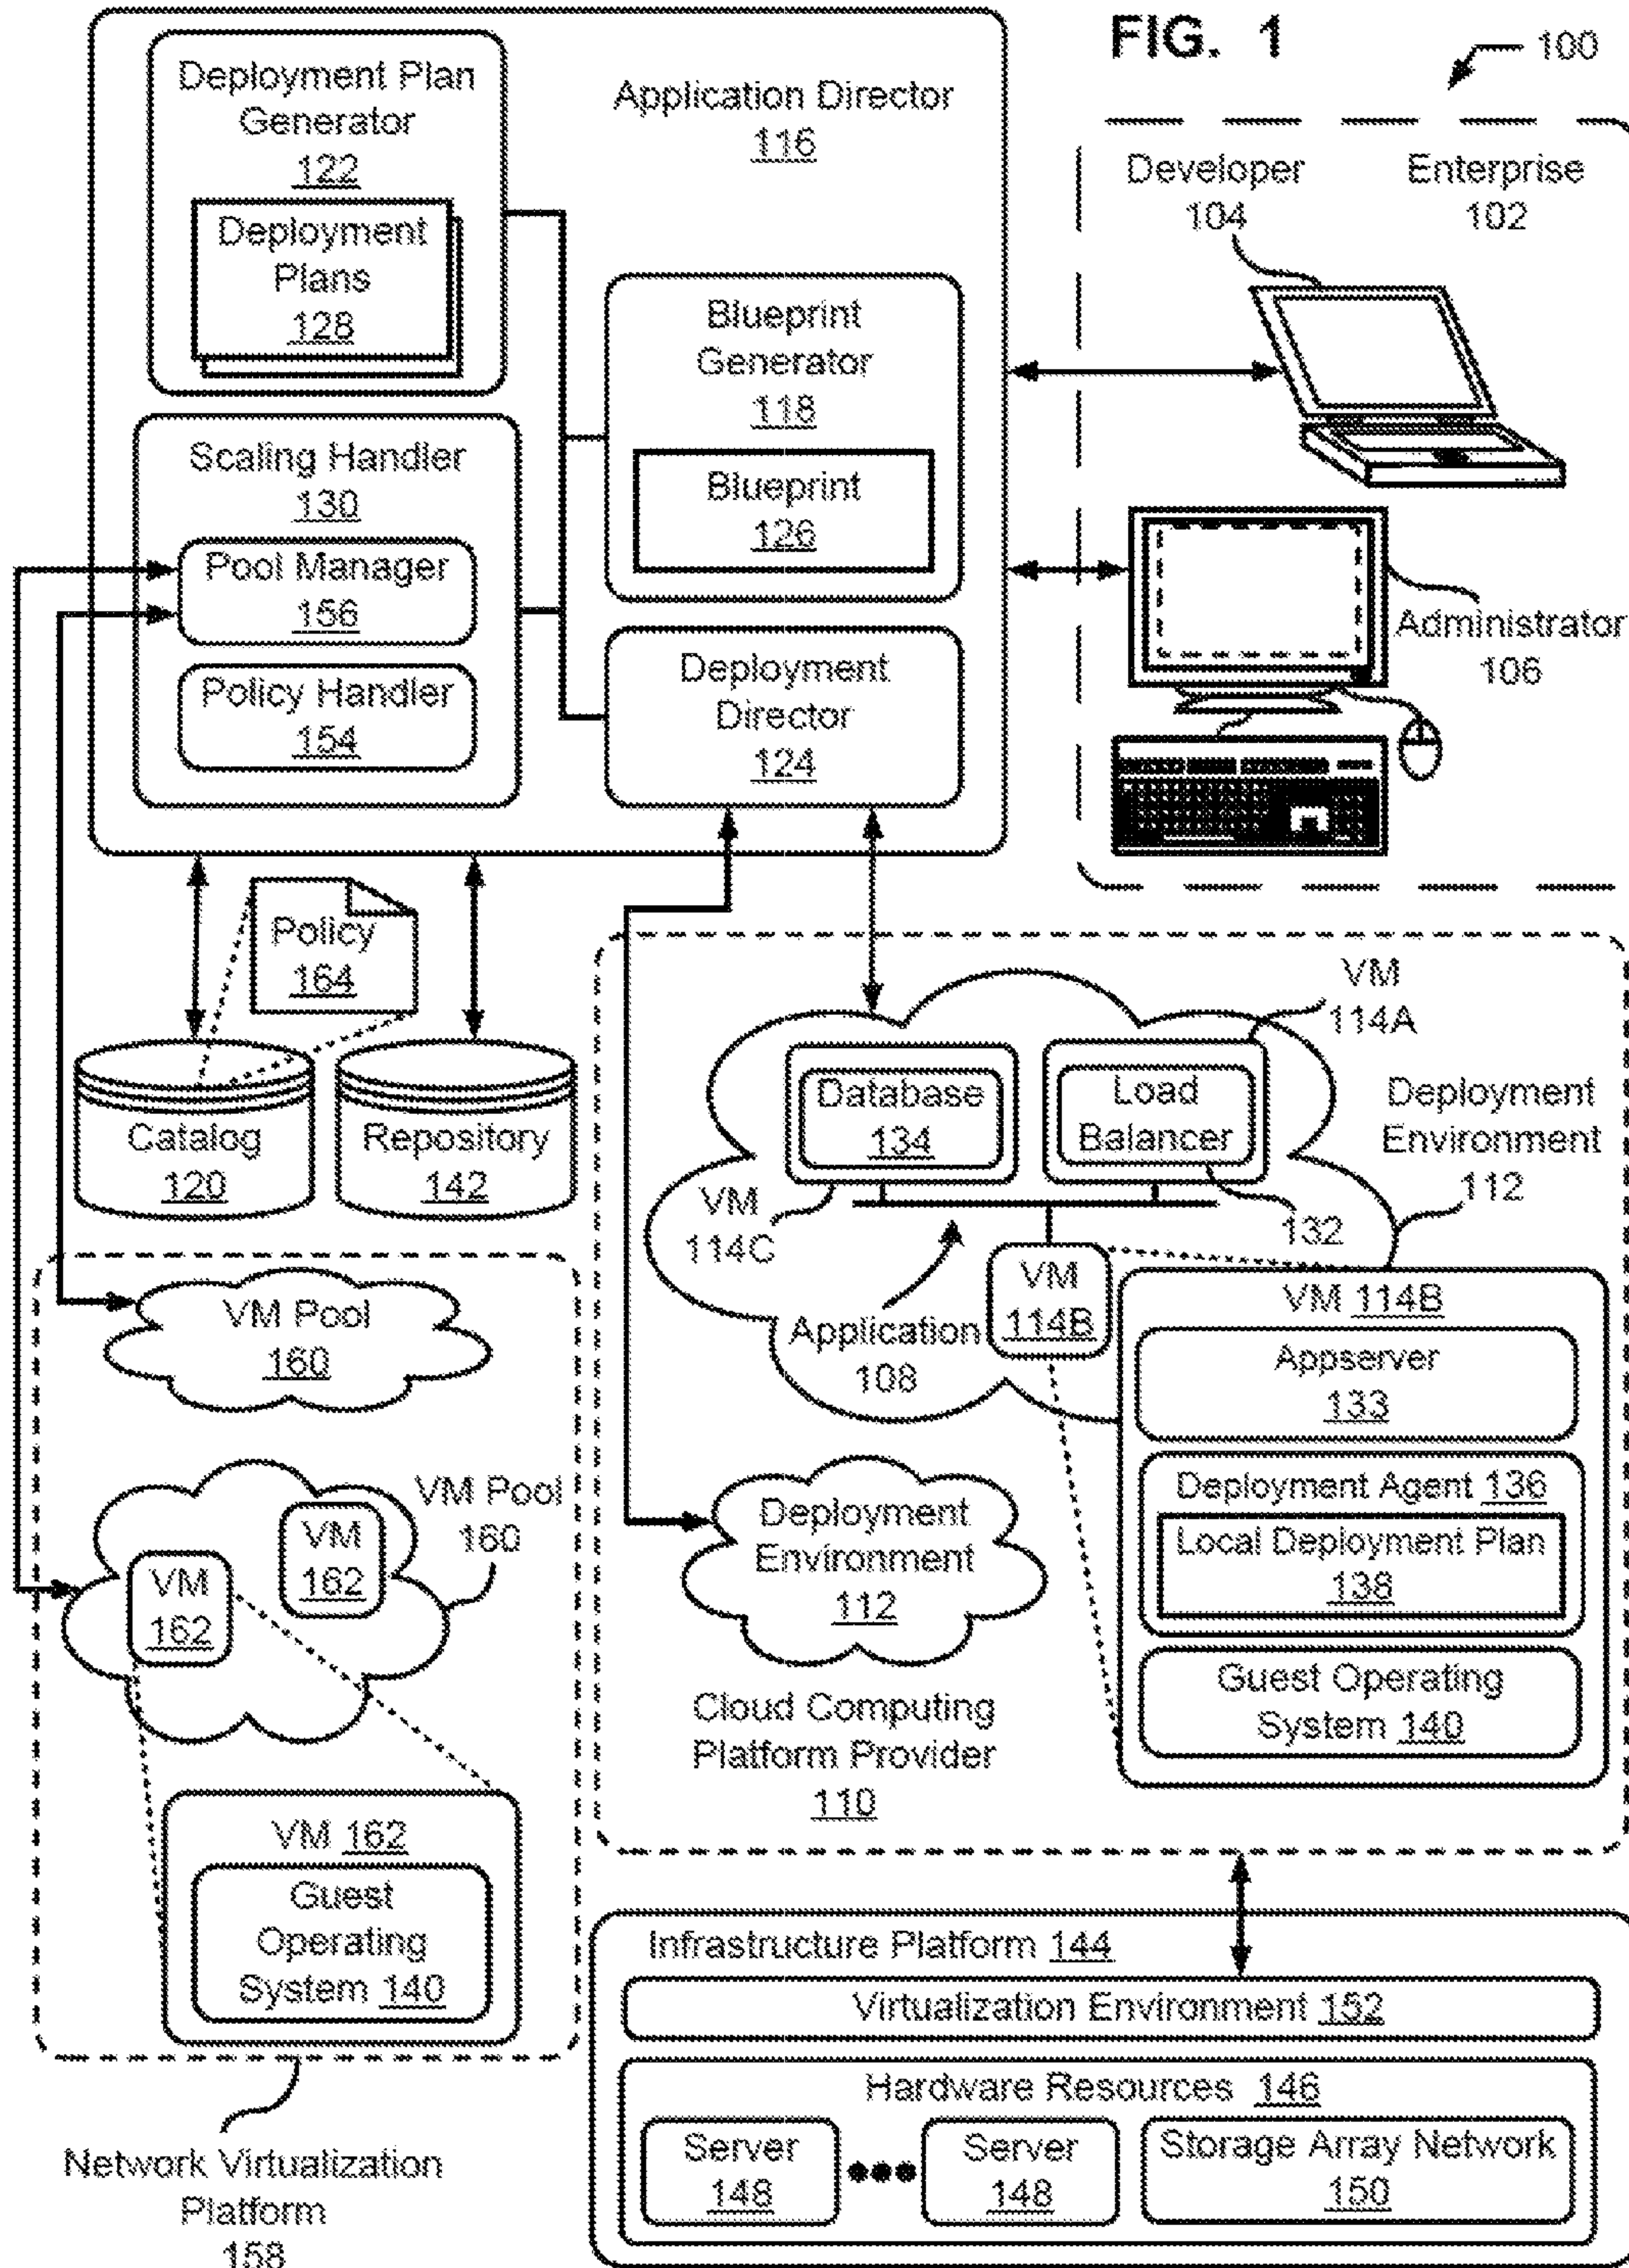 FIG. 1
100
Deployment Plan
Generator
122
Deployment
Plans
128
Application Director
116
Developer
104
Enterprise
102
Blueprint
Generator
118
Blueprint
126
Scaling Handler
130
Pool Manager
156
Policy Handler
154
Deployment
Director
124
Administrator
106
Policy
164
Catalog
120
Repository
142
VM
114A
Database
134
Load
Balancer
Deployment
Environment
112
VM
114C
132
VM
114B
Application
108
VM Pool
160
VM 114B
Appserver
133
Deployment Agent 136
Local Deployment Plan
138
Guest Operating
System 140
VM Pool
160
VM
162
VM
162
Deployment
Environment
112
Cloud Computing
Platform Provider
110
VM 162
Guest
Operating
System 140
Infrastructure Platform 144
Virtualization Environment 152
Hardware Resources 146
Server
148
Server
148
Storage Array Network
150
Network Virtualization
Platform
158